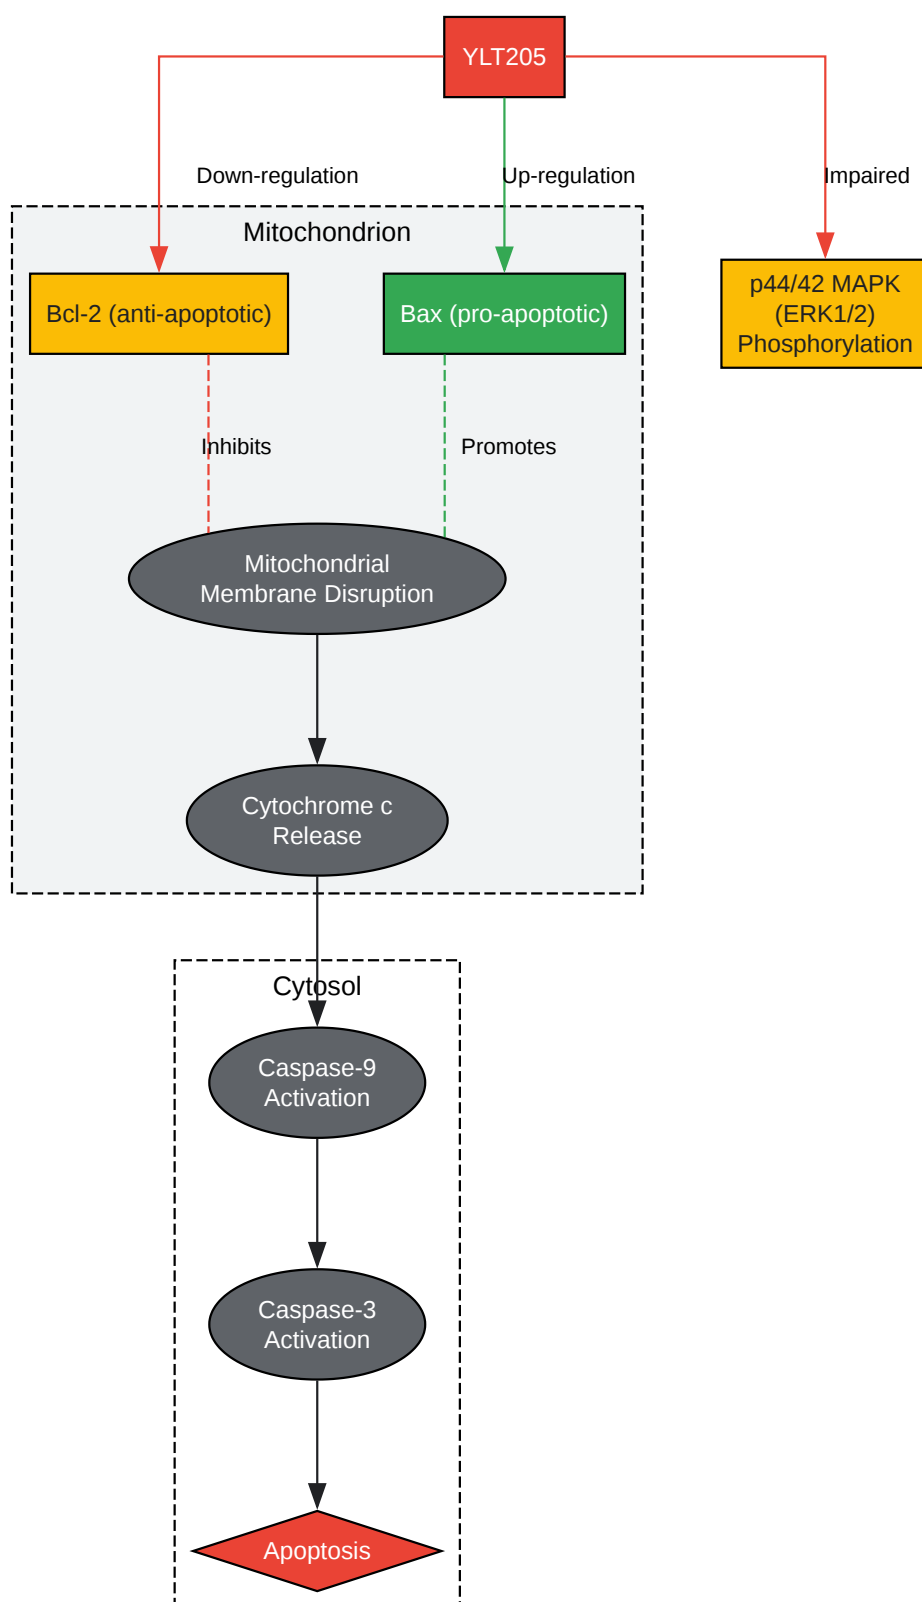 YLT205
Down-regulation
Up-regulation
Impaired
Mitochondrion
Bcl-2 (anti-apoptotic)
Bax (pro-apoptotic)
p44/42 MAPK
(ERK1/2)
Phosphorylation
Inhibits
Promotes
Mitochondrial
Membrane Disruption
Cytochrome c
Release
Cytosol
Caspase-9
Activation
Caspase-3
Activation
Apoptosis